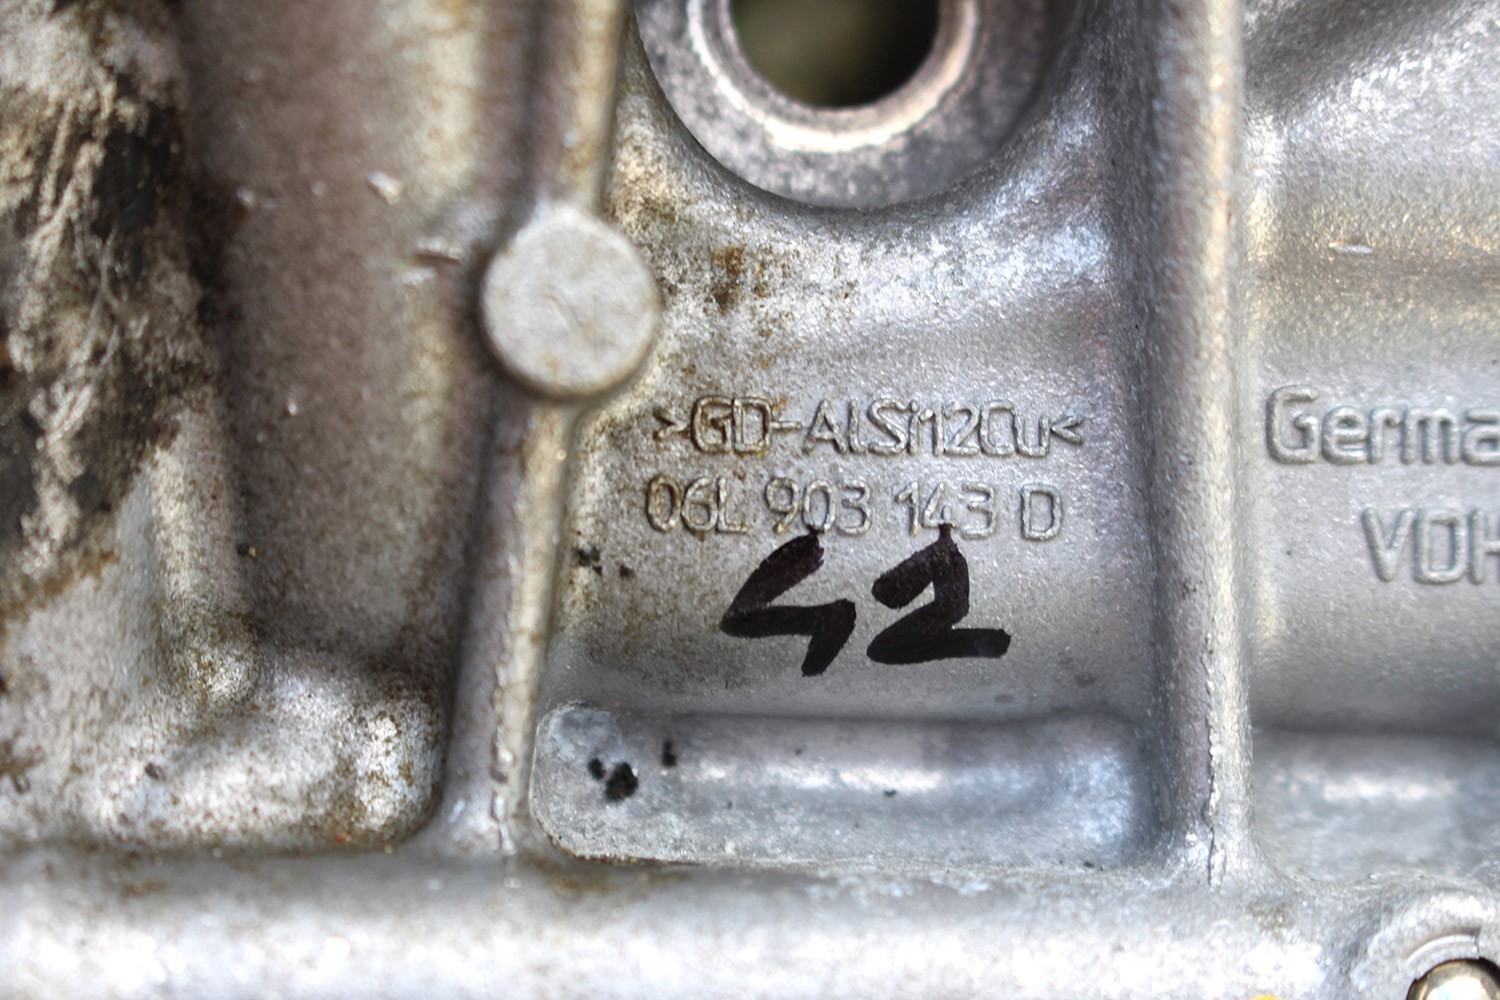 >GD-AlSi12Cu<
06L 903 143 D
42
Germa
VDH